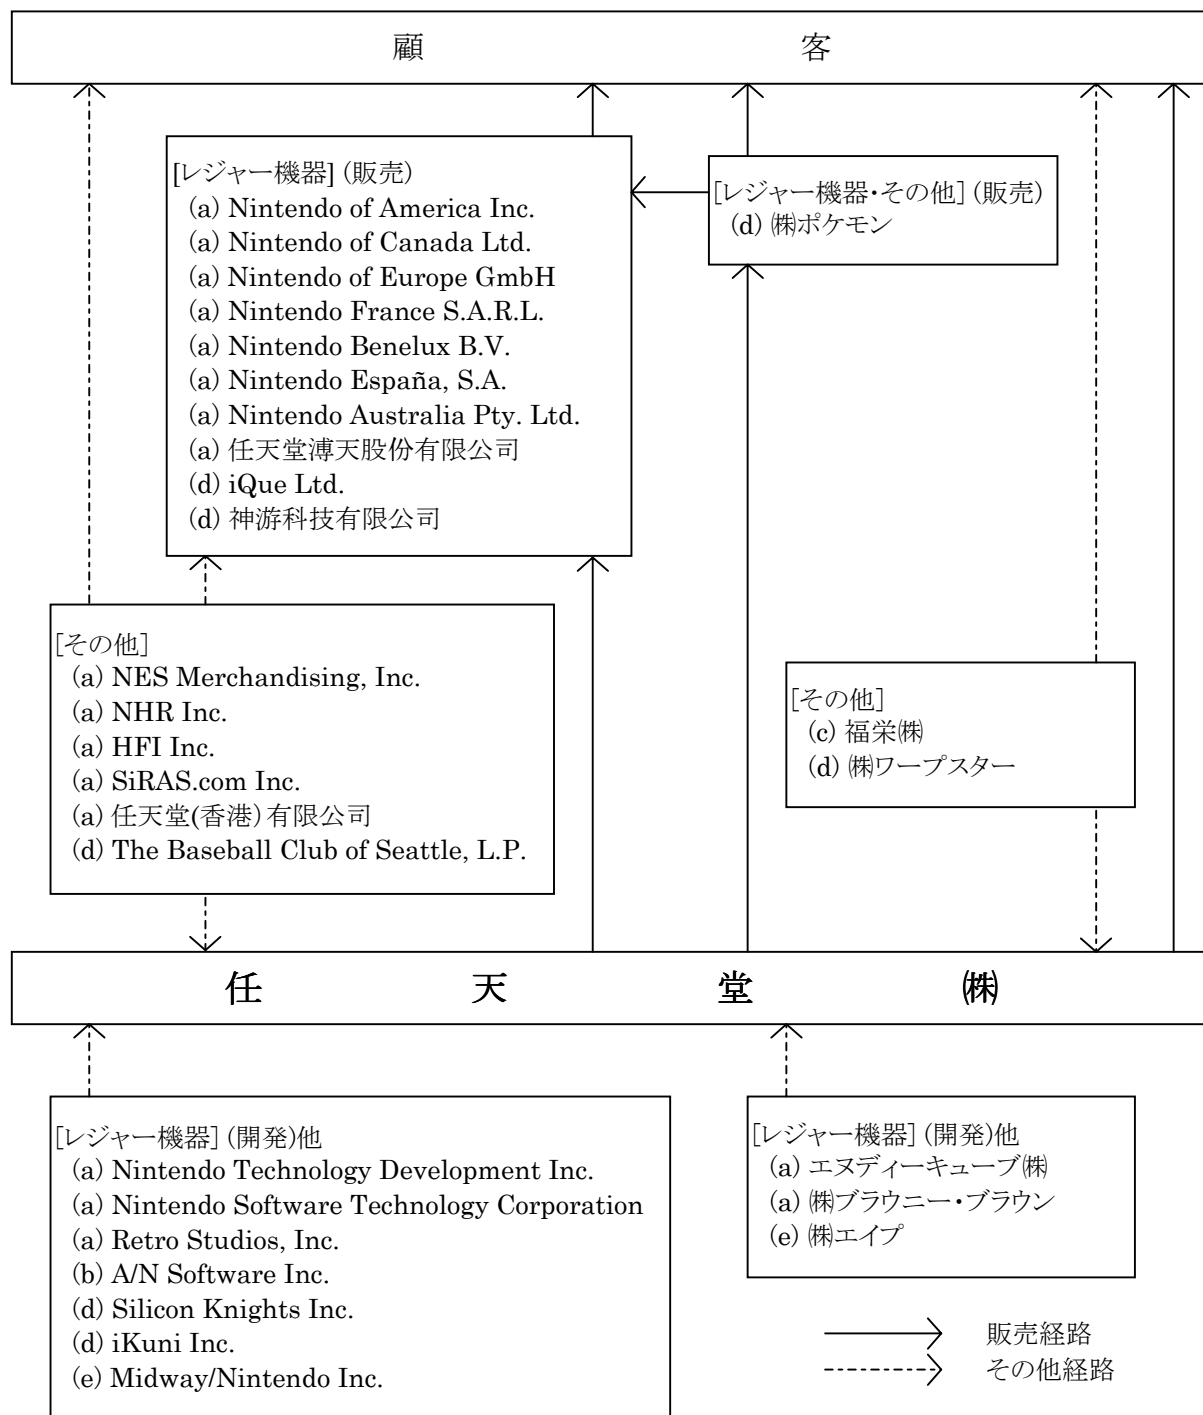 顧客
[レジャー機器] (販売)
(a) Nintendo of America Inc.
(a) Nintendo of Canada Ltd.
(a) Nintendo of Europe GmbH
(a) Nintendo France S.A.R.L.
(a) Nintendo Benelux B.V.
(a) Nintendo España, S.A.
(a) Nintendo Australia Pty. Ltd.
(a) 任天堂溥天股份有限公司
(d) iQue Ltd.
(d) 神游科技有限公司
[レジャー機器・その他] (販売)
(d) ㈱ポケモン
[その他]
(a) NES Merchandising, Inc.
(a) NHR Inc.
(a) HFI Inc.
(a) SiRAS.com Inc.
(a) 任天堂(香港)有限公司
(d) The Baseball Club of Seattle, L.P.
[その他]
(c) 福栄㈱
(d) ㈱ワープスター
任天堂㈱
[レジャー機器] (開発)他
(a) Nintendo Technology Development Inc.
(a) Nintendo Software Technology Corporation
(a) Retro Studios, Inc.
(b) A/N Software Inc.
(d) Silicon Knights Inc.
(d) iKuni Inc.
(e) Midway/Nintendo Inc.
[レジャー機器] (開発)他
(a) エヌディーキューブ㈱
(a) ㈱ブラウニー・ブラウン
(e) ㈱エイプ
販売経路
その他経路